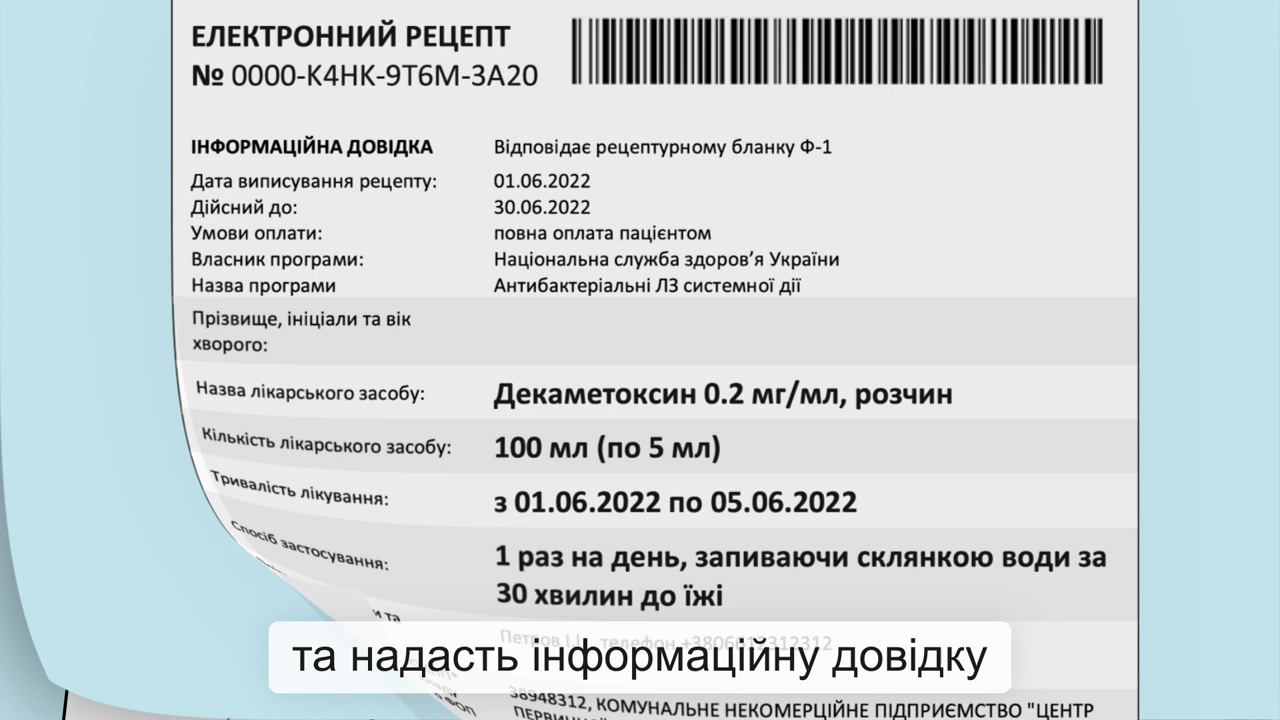 ЕЛЕКТРОННИЙ РЕЦЕПТ
№ 0000-K4HK-9T6M-3A20
ІНФОРМАЦІЙНА ДОВІДКА Відповідає рецептурному бланку Ф-1
Дата виписування рецепту: 01.06.2022
Дійсний до: 30.06.2022
Умови оплати: повна оплата пацієнтом
Власник програми: Національна служба здоров’я України
Назва програми Антибактеріальні ЛЗ системної дії
Прізвище, ініціали та вік
хворого:
Назва лікарського засобу: Декаметоксин 0.2 мг/мл, розчин
Кількість лікарського засобу: 100 мл (по 5 мл)
Тривалість лікування: з 01.06.2022 по 05.06.2022
Спосіб застосування: 1 раз на день, запиваючи склянкою води за
30 хвилин до їжі
та
Петров І.І., телефон
та надасть інформаційну довідку
ФОП 38948312, КОМУНАЛЬНЕ НЕКОМЕРЦІЙНЕ ПІДПРИЄМСТВО "ЦЕНТР